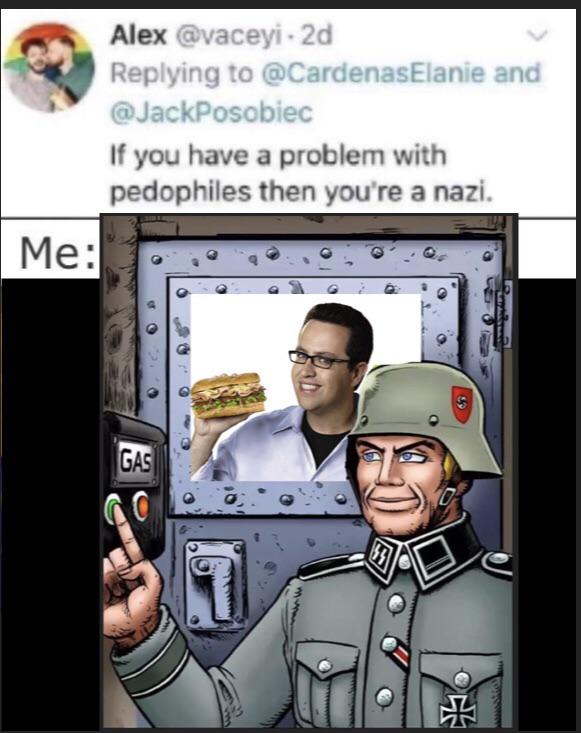 Alex @vaceyi · 2d
Replying to @CardenasElanie and
@JackPosobiec
If you have a problem with
pedophiles then you're a nazi.
Me:
GAS